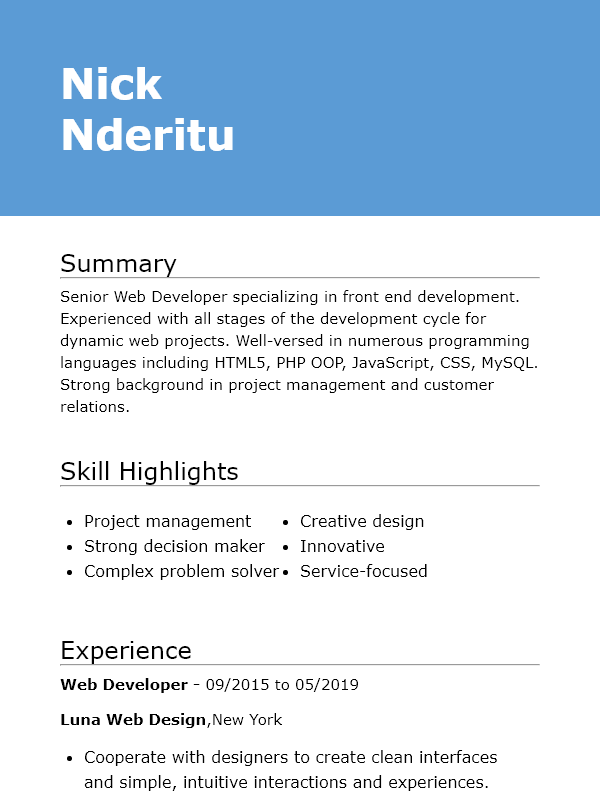 Nick
Nderitu
Summary
Senior Web Developer specializing in front end development.
Experienced with all stages of the development cycle for
dynamic web projects. Well-versed in numerous programming
languages including HTML5, PHP OOP, JavaScript, CSS, MySQL.
Strong background in project management and customer
relations.
Skill Highlights
• Project management
• Strong decision maker
• Complex problem solver
• Creative design
• Innovative
• Service-focused
Experience
Web Developer - 09/2015 to 05/2019
Luna Web Design,New York
• Cooperate with designers to create clean interfaces
and simple, intuitive interactions and experiences.